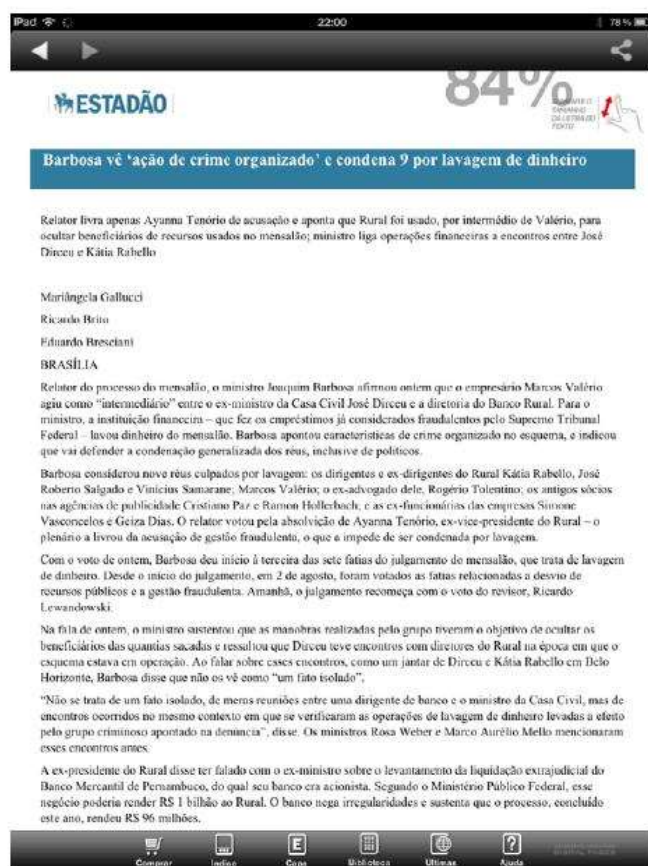 iPad 22:00 78 %
84%
ESTADÃO
AUMENTE O
TAMANHO
DA LETRA DO
TEXTO
Barbosa vê ‘ação de crime organizado’ e condena 9 por lavagem de dinheiro
Relator livra apenas Ayanna Tenório de acusação e aponta que Rural foi usado, por intermédio de Valério, para
ocultar beneficiários de recursos usados no mensalão; ministro liga operações financeiras a encontros entre José
Dirceu e Kátia Rabello
Mariângela Gallucci
Ricardo Brito
Eduardo Bresciani
BRASÍLIA
Relator do processo do mensalão, o ministro Joaquim Barbosa afirmou ontem que o empresário Marcos Valério
agiu como “intermediário” entre o ex-ministro da Casa Civil José Dirceu e a diretoria do Banco Rural. Para o
ministro, a instituição financeira – que fez os empréstimos já considerados fraudulentos pelo Supremo Tribunal
Federal – lavou dinheiro do mensalão. Barbosa apontou características de crime organizado no esquema, e indicou
que vai defender a condenação generalizada dos réus, inclusive de políticos.
Barbosa considerou nove réus culpados por lavagem: os dirigentes e ex-dirigentes do Rural Kátia Rabello, José
Roberto Salgado e Vinícius Samarane; Marcos Valério; o ex-advogado dele, Rogério Tolentino; os antigos sócios
nas agências de publicidade Cristiano Paz e Ramon Hollerbach; e as ex-funcionárias das empresas Simone
Vasconcelos e Geiza Dias. O relator votou pela absolvição de Ayanna Tenório, ex-vice-presidente do Rural – o
plenário a livrou da acusação de gestão fraudulenta, o que a impede de ser condenada por lavagem.
Com o voto de ontem, Barbosa deu início à terceira das sete fatias do julgamento do mensalão, que trata de lavagem
de dinheiro. Desde o início do julgamento, em 2 de agosto, foram votados as fatias relacionadas a desvio de
recursos públicos e a gestão fraudulenta. Amanhã, o julgamento recomeça com o voto do revisor, Ricardo
Lewandowski.
Na fala de ontem, o ministro sustentou que as manobras realizadas pelo grupo tiveram o objetivo de ocultar os
beneficiários das quantias sacadas e ressaltou que Dirceu teve encontros com diretores do Rural na época em que o
esquema estava em operação. Ao falar sobre esses encontros, como um jantar de Dirceu e Kátia Rabello em Belo
Horizonte, Barbosa disse que não os vê como “um fato isolado”.
“Não se trata de um fato isolado, de meras reuniões entre uma dirigente de banco e o ministro da Casa Civil, mas de
encontros ocorridos no mesmo contexto em que se verificaram as operações de lavagem de dinheiro levadas a efeito
pelo grupo criminoso apontado na denúncia”, disse. Os ministros Rosa Weber e Marco Aurélio Mello mencionaram
esses encontros antes.
A ex-presidente do Rural disse ter falado com o ex-ministro sobre o levantamento da liquidação extrajudicial do
Banco Mercantil de Pernambuco, do qual seu banco era acionista. Segundo o Ministério Público Federal, esse
negócio poderia render R$ 1 bilhão ao Rural. O banco nega irregularidades e sustenta que o processo, concluído
este ano, rendeu R$ 96 milhões.
Comprar Índice Capa Biblioteca Últimas Ajuda